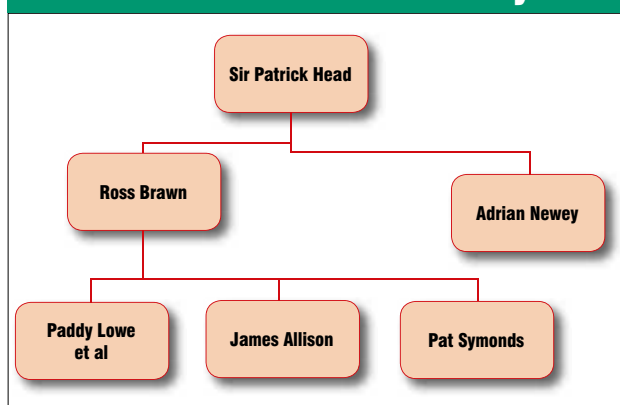 Sir Patrick Head
Ross Brawn
Adrian Newey
Paddy Lowe
et al
James Allison
Pat Symonds